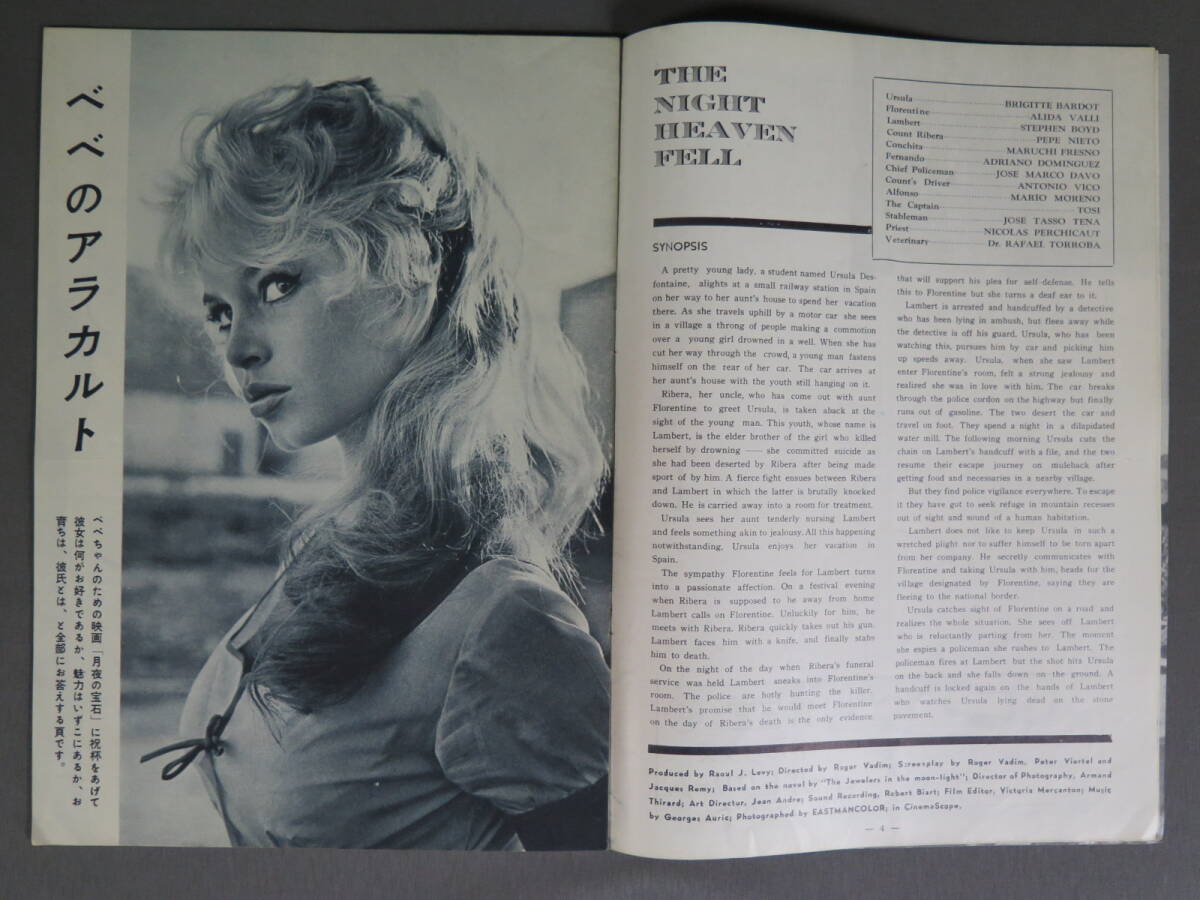 べべのアラカルト
べべちゃんのための映画「月夜の宝石」に祝杯をあげて
彼女は何がお好きであるか、魅力はいずこにあるか、お
育ちは、彼氏とは、と全部にお答えする頁です。
THE
NIGHT
HEAVEN
FELL
Ursula BRIGITTE BARDOT
Florentine ALIDA VALLI
Lambert STEPHEN BOYD
Count Ribera PEPE NIETO
Conchita MARUCHI FRESNO
Fernando ADRIANO DOMINGUEZ
Chief Policeman JOSE MARCO DAVO
Count's Driver ANTONIO VICO
Alfonso MARIO MORENO
The Captain TOSI
Stableman JOSE TASSO TENA
Priest NICOLAS PERCHICAUT
Veterinary Dr. RAFAEL TORROBA
SYNOPSIS
A pretty young lady, a student named Ursula Des-
fontaine, alights at a small railway station in Spain
on her way to her aunt's house to spend her vacation
there. As she travels uphill by a motor car she sees
in a village a throng of people making a commotion
over a young girl drowned in a well. When she has
cut her way through the crowd, a young man fastens
himself on the rear of her car. The car arrives at
her aunt's house with the youth still hanging on it.
Ribera, her uncle, who has come out with aunt
Florentine to greet Ursula, is taken aback at the
sight of the young man. This youth, whose name is
Lambert, is the elder brother of the girl who killed
herself by drowning —— she committed suicide as
she had been deserted by Ribera after being made
sport of by him. A fierce fight ensues between Ribera
and Lambert in which the latter is brutally knocked
down. He is carried away into a room for treatment.
Ursula sees her aunt tenderly nursing Lambert
and feels something akin to jealousy. All this happening
notwithstanding, Ursula enjoys her vacation in
Spain.
The sympathy Florentine feels for Lambert turns
into a passionate affection. On a festival evening
when Ribera is supposed to be away from home
Lambert calls on Florentine. Unluckily for him, he
meets with Ribera. Ribera quickly takes out his gun.
Lambert faces him with a knife, and finally stabs
him to death.
On the night of the day when Ribera's funeral
service was held Lambert sneaks into Florentine's
room. The police are hotly hunting the killer.
Lambert's promise that he would meet Florentine
on the day of Ribera's death is the only evidence
that will support his plea for self-defense. He tells
this to Florentine but she turns a deaf ear to it.
Lambert is arrested and handcuffed by a detective
who has been lying in ambush, but flees away while
the detective is off his guard. Ursula, who has been
watching this, pursues him by car and picking him
up speeds away. Ursula, when she saw Lambert
enter Florentine's room, felt a strong jealousy and
realized she was in love with him. The car breaks
through the police cordon on the highway but finally
runs out of gasoline. The two desert the car and
travel on foot. They spend a night in a dilapidated
water mill. The following morning Ursula cuts the
chain on Lambert's handcuff with a file, and the two
resume their escape journey on muleback after
getting food and necessaries in a nearby village.
But they find police vigilance everywhere. To escape
it they have got to seek refuge in mountain recesses
out of sight and sound of a human habitation.
Lambert does not like to keep Ursula in such a
wretched plight nor to suffer himself to be torn apart
from her company. He secretly communicates with
Florentine and taking Ursula with him, heads for the
village designated by Florentine, saying they are
fleeing to the national border.
Ursula catches sight of Florentine on a road and
realizes the whole situation. She sees off Lambert
who is reluctantly parting from her. The moment
she espies a policeman she rushes to Lambert. The
policeman fires at Lambert but the shot hits Ursula
on the back and she falls down on the ground. A
handcuff is locked again on the hands of Lambert
who watches Ursula lying dead on the stone
pavement.
Produced by Raoul J. Levy; Directed by Roger Vadim; Screenplay by Roger Vadim, Peter Viertel and
Jacques Remy; Based on the novel by "The Jewelers in the moon-light"; Director of Photography, Armand
Thirard; Art Director, Jean Andre; Sound Recording, Robert Biart; Film Editor, Victoria Mercanton; Music
by Georges Auric; Photographed by EASTMANCOLOR; in CinemaScope.
— 4 —